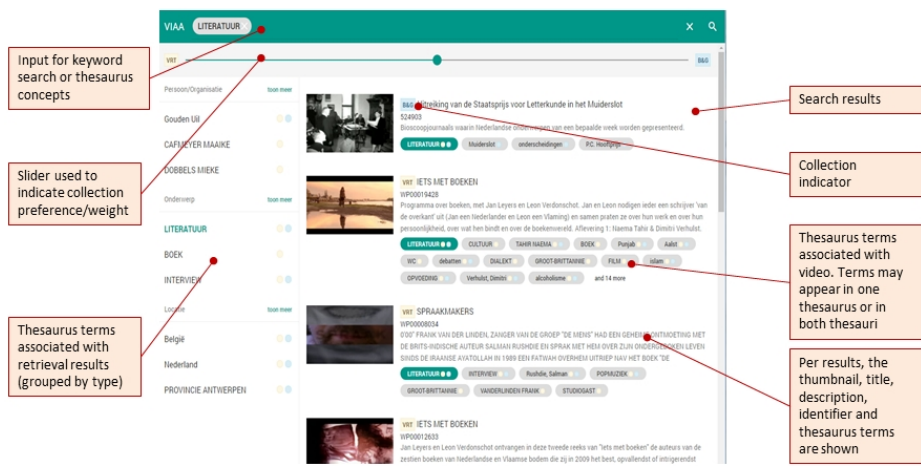 VIAA LITERATUUR
Input for keyword
search or thesaurus
concepts
VRT B&G
Slider used to
indicate collection
preference/weight
Thesaurus terms
associated with
retrieval results
(grouped by type)
Persoon/Organisatie toon meer
Gouden Uil
CAFMEYER MAAIKE
DOBBELS MIEKE
Onderwerp toon meer
LITERATUUR
BOEK
INTERVIEW
Locatie toon meer
België
Nederland
PROVINCIE ANTWERPEN
B&G Uitreiking van de Staatsprijs voor Letterkunde in het Muiderslot
524903
Bioscoopjournaals waarin Nederlandse onderwerpen van een bepaalde week worden gepresenteerd.
LITERATUUR Muiderslot onderscheidingen P.C. Hooftprijs
VRT IETS MET BOEKEN
WP00019428
Programma over boeken, met Jan Leyers en Leon Verdonschot. Jan en Leon nodigen ieder een schrijver 'van
de overkant' uit (Jan een Nederlander en Leon een Vlaming) en samen praten ze over hun werk en over hun
persoonlijkheid, over wat hen bindt en over de boekenwereld. Aflevering 1: Naema Tahir & Dimitri Verhulst.
LITERATUUR CULTUUR TAHIR NAEMA BOEK Punjab Aalst
WC debatten DIALEKT GROOT-BRITTANNIE FILM islam
OPVOEDING Verhulst, Dimitri alcoholisme and 14 more
VRT SPRAAKMAKERS
WP00008034
0'00" FRANK VAN DER LINDEN, ZANGER VAN DE GROEP "DE MENS" HAD EEN GEHEIME ONTMOETING MET
DE BRITS-INDISCHE AUTEUR SALMAN RUSHDIE EN SPRAK MET HEM OVER ZIJN ONDERGEDOKEN LEVEN
SINDS DE IRAANSE AYATOLLAH IN 1989 EEN FATWAH OVERHEM UITRIEP NAV HET BOEK "DE
LITERATUUR INTERVIEW Rushdie, Salman POPMUZIEK
GROOT-BRITTANNIE VANDERLINDEN FRANK STUDIOGAST
VRT IETS MET BOEKEN
WP00012633
Jan Leyers en Leon Verdonschot ontvangen in deze tweede reeks van "Iets met boeken" de auteurs van de
zestien boeken van Nederlandse en Vlaamse bodem die zij in 2009 het best, opvallendst of intrigerendst
Search results
Collection
indicator
Thesaurus terms
associated with
video. Terms may
appear in one
thesaurus or in
both thesauri
Per results, the
thumbnail, title,
description,
identifier and
thesaurus terms
are shown